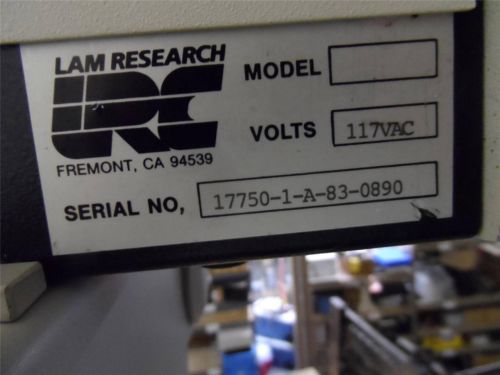 LAM RESEARCH
LRC
FREMONT, CA 94539
MODEL
VOLTS 117VAC
SERIAL NO, 17750-1-A-83-0890